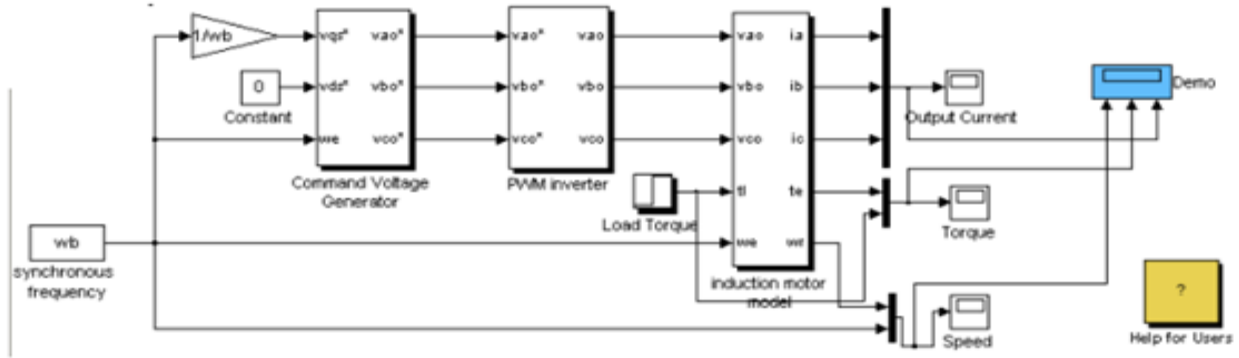 1/wb
vqs* vao*
vao* vao
vao ia
0
vds* vbo*
vbo* vbo
vbo ib
Demo
Constant
Output Current
we vco*
vco* vco
vco ic
Command Voltage
Generator
PWM inverter
tl te
Load Torque
Torque
wb
we wr
synchronous
frequency
induction motor
model
?
Speed
Help for Users